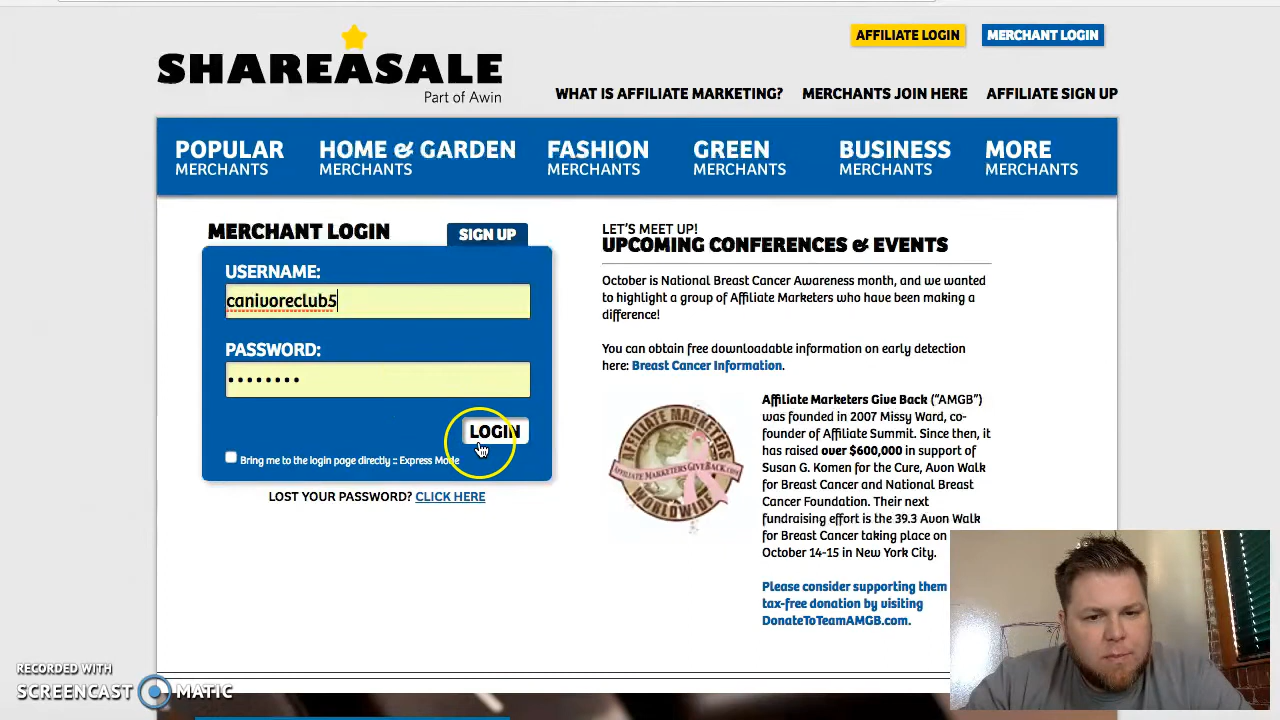 SHAREASALE
Part of Awin
AFFILIATE LOGIN
MERCHANT LOGIN
WHAT IS AFFILIATE MARKETING?
MERCHANTS JOIN HERE
AFFILIATE SIGN UP
POPULAR
MERCHANTS
HOME & GARDEN
MERCHANTS
FASHION
MERCHANTS
GREEN
MERCHANTS
BUSINESS
MERCHANTS
MORE
MERCHANTS
MERCHANT LOGIN
SIGN UP
USERNAME:
canivoreclub5
PASSWORD:
••••••••
LOGIN
Bring me to the login page directly :: Express Mode
LOST YOUR PASSWORD? CLICK HERE
LET'S MEET UP!
UPCOMING CONFERENCES & EVENTS
October is National Breast Cancer Awareness month, and we wanted
to highlight a group of Affiliate Marketers who have been making a
difference!
You can obtain free downloadable information on early detection
here: Breast Cancer Information.
AFFILIATE MARKETERS
AFFILIATE MARKETERSGIVEBACK.COM
WORLDWIDE
Affiliate Marketers Give Back ("AMGB")
was founded in 2007 Missy Ward, co-
founder of Affiliate Summit. Since then, it
has raised over $600,000 in support of
Susan G. Komen for the Cure, Avon Walk
for Breast Cancer and National Breast
Cancer Foundation. Their next
fundraising effort is the 39.3 Avon Walk
for Breast Cancer taking place on
October 14-15 in New York City.
Please consider supporting them
tax-free donation by visiting
DonateToTeamAMGB.com.
RECORDED WITH
SCREENCAST MATIC